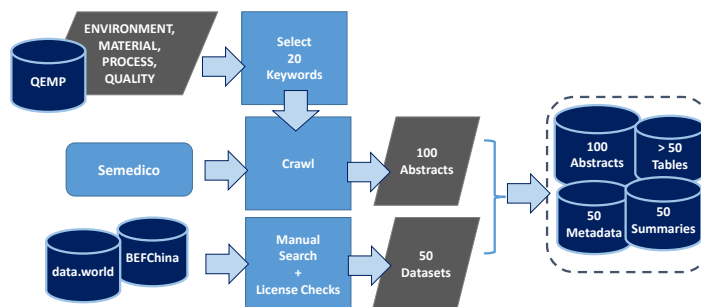 ENVIRONMENT,
MATERIAL,
PROCESS,
QUALITY
QEMP
Select
20
Keywords
Semedico
Crawl
100
Abstracts
data.world
BEFChina
Manual
Search
+
License Checks
50
Datasets
100
Abstracts
> 50
Tables
50
Metadata
50
Summaries